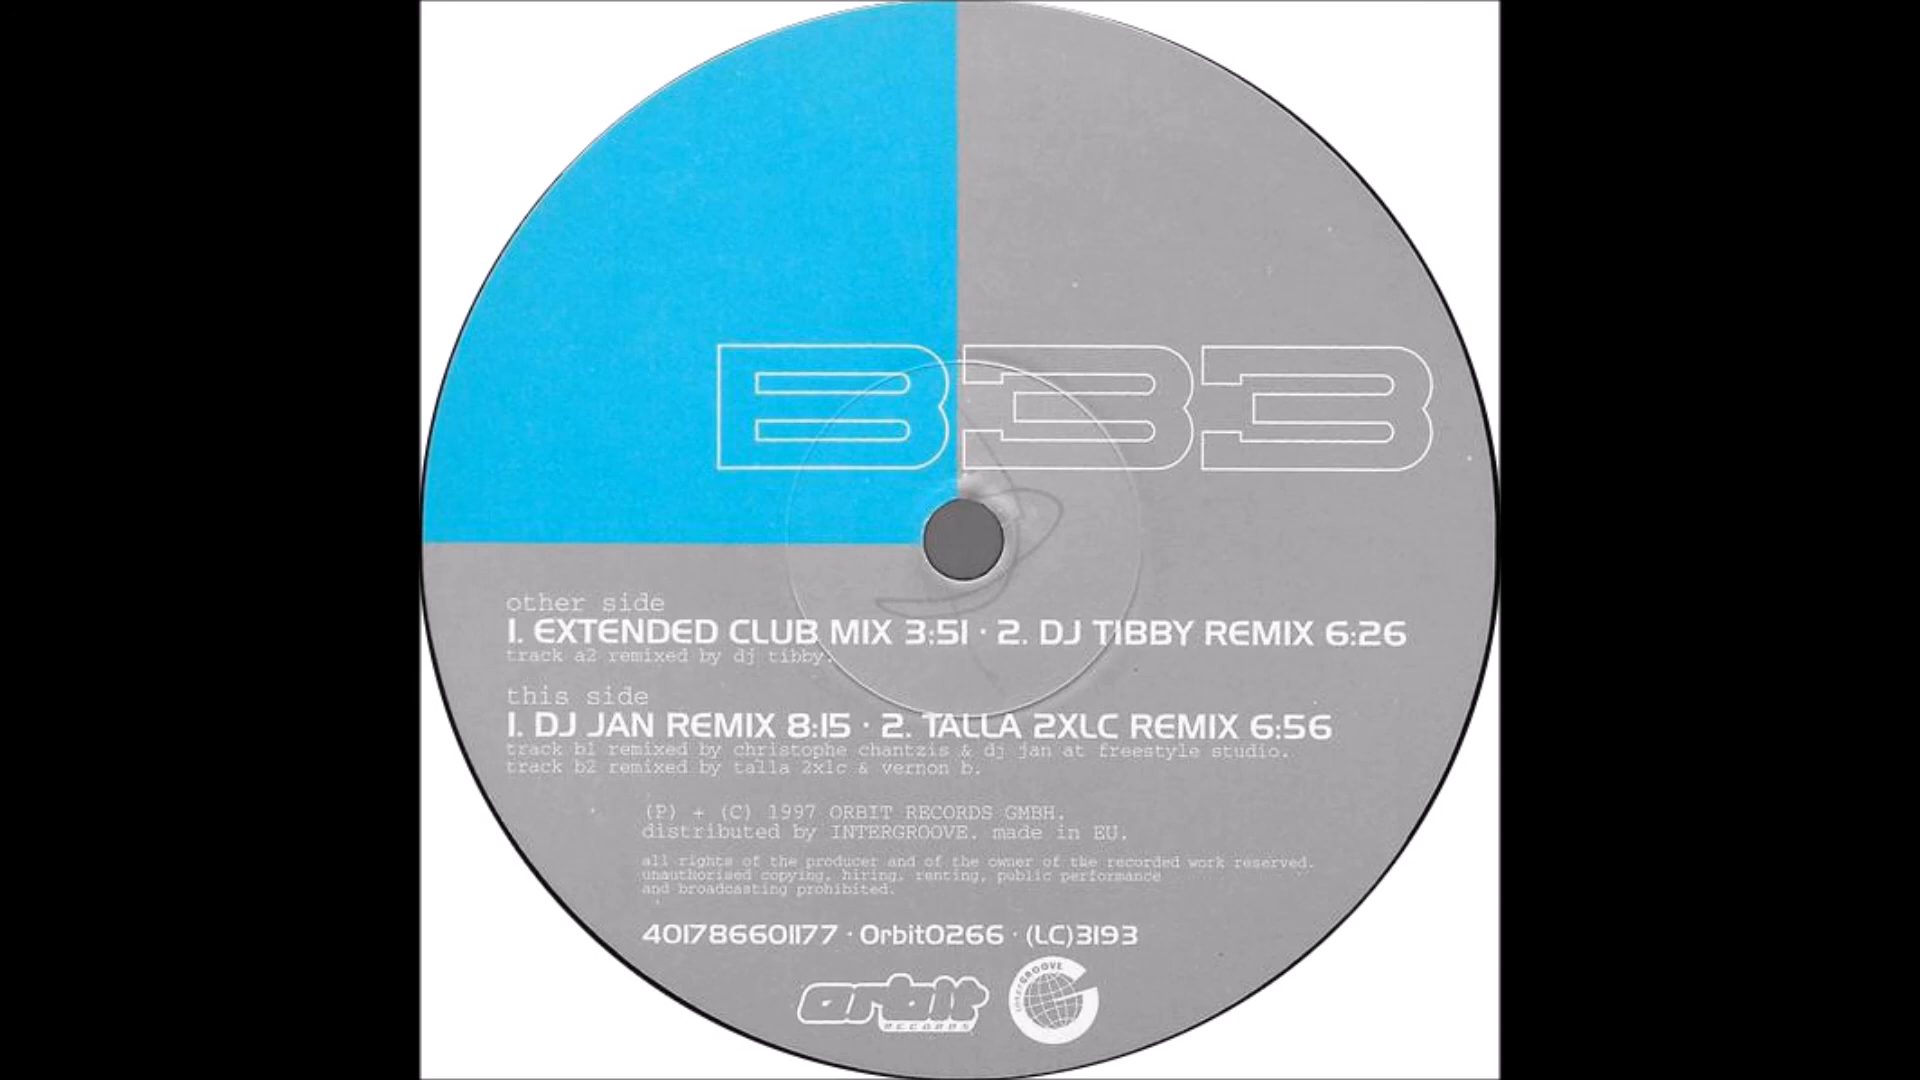 B33
other side
1. EXTENDED CLUB MIX 3:51 · 2. DJ TIBBY REMIX 6:26
track a2 remixed by dj tibby.
this side
1. DJ JAN REMIX 8:15 · 2. TALLA 2XLC REMIX 6:56
track b1 remixed by christophe chantzis & dj jan at freestyle studio.
track b2 remixed by talla 2xlc & vernon b.
(P) + (C) 1997 ORBIT RECORDS GMBH.
distributed by INTERGROOVE. made in EU.
all rights of the producer and of the owner of the recorded work reserved.
unauthorised copying, hiring, renting, public performance
and broadcasting prohibited.
401786601177 · Orbit0266 · (LC)3193
orbit
RECORDS
INTERGROOVE